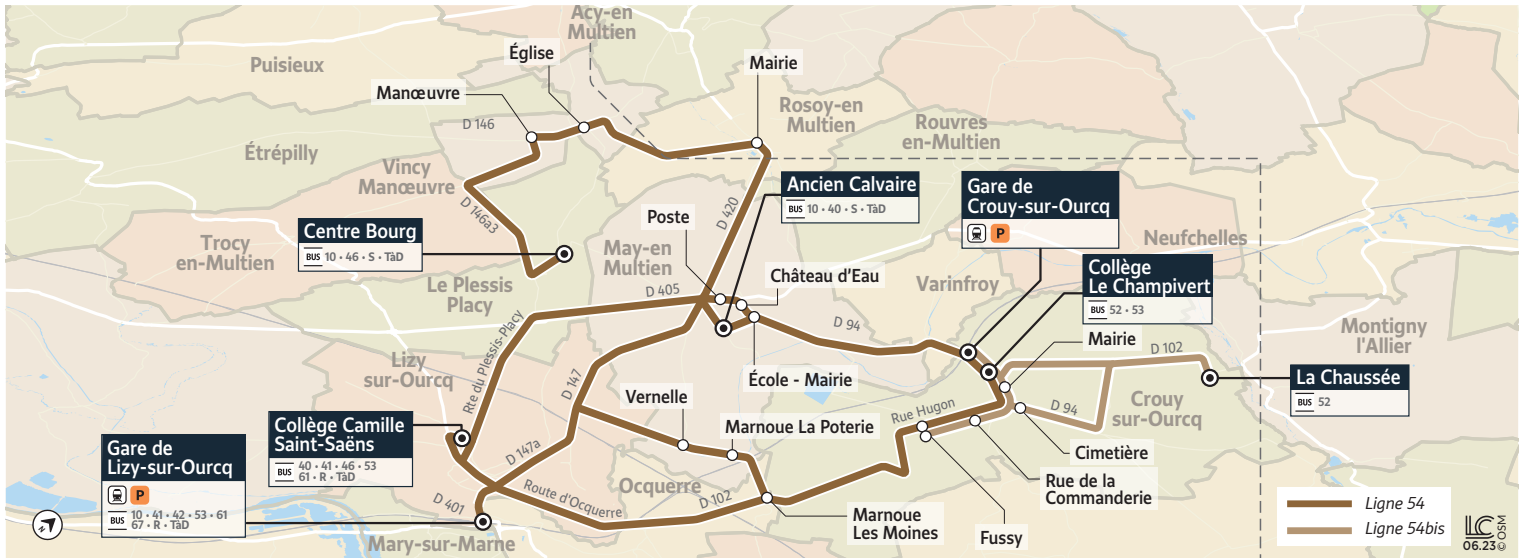 Acy-en
Multien
Puisieux
Église
Mairie
Manœuvre
D 146
Rosoy-en
Multien
Rouvres
en-Multien
Étrépilly
Vincy
Manœuvre
D 146a3
D 420
Ancien Calvaire
BUS 10 • 40 • S • TàD
Gare de
Crouy-sur-Ourcq
P
Poste
Centre Bourg
BUS 10 • 46 • S • TàD
Trocy
en-Multien
May-en
Multien
Neufchelles
Château d'Eau
Varinfroy
Collège
Le Champivert
BUS 52 • 53
Le Plessis
Placy
D 405
D 94
Mairie
Montigny
l'Allier
D 102
Lizy
sur-Ourcq
Rte du Plessis-Placy
D 147
École - Mairie
La Chaussée
BUS 52
Vernelle
Rue Hugon
D 94
Crouy
sur-Ourcq
Collège Camille
Saint-Saëns
BUS 40 • 41 • 46 • 53
61 • R • TàD
Marnoue La Poterie
Gare de
Lizy-sur-Ourcq
P
BUS 10 • 41 • 42 • 53 • 61
67 • R • TàD
D 147a
Cimetière
Ocquerre
Rue de la
Commanderie
D 401
Route d'Ocquerre
D 102
Marnoue
Les Moines
Fussy
Mary-sur-Marne
Ligne 54
Ligne 54bis
LC
06.23 © OSM